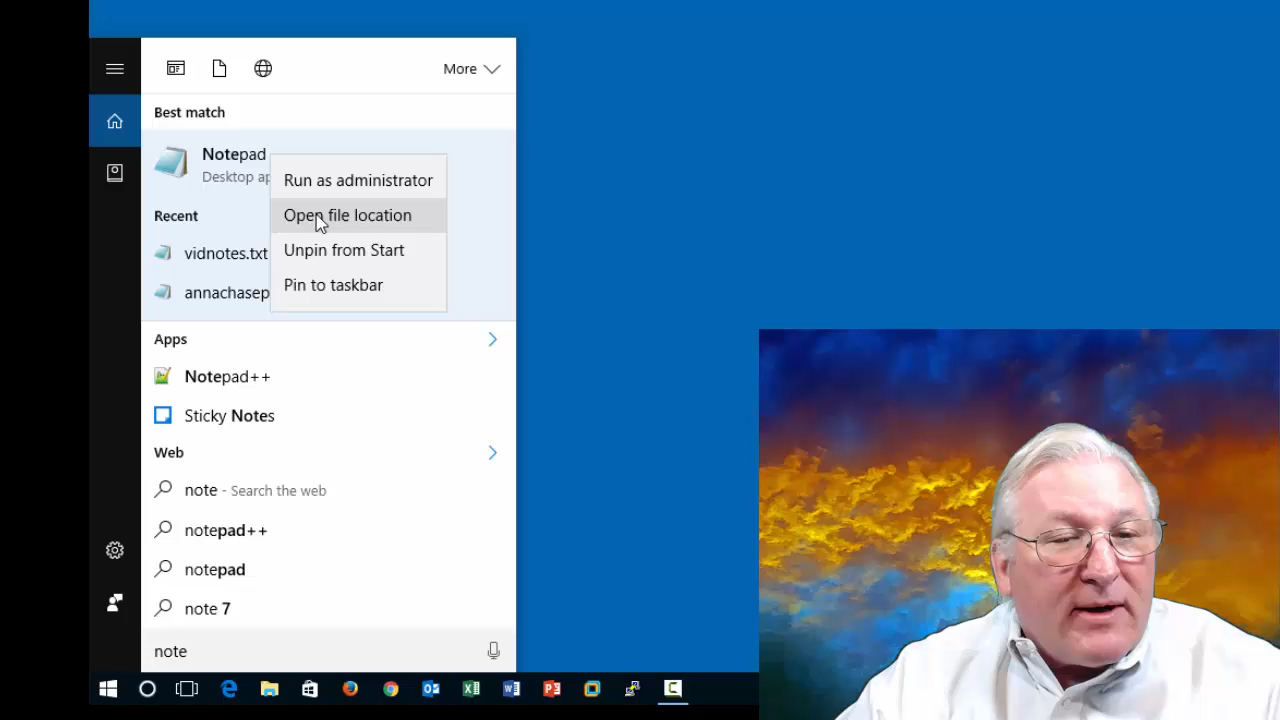 More
Best match
Notepad
Desktop ap
Run as administrator
Open file location
Unpin from Start
Pin to taskbar
Recent
vidnotes.txt
annachasep
Apps
Notepad++
Sticky Notes
Web
note - Search the web
notepad++
notepad
note 7
note